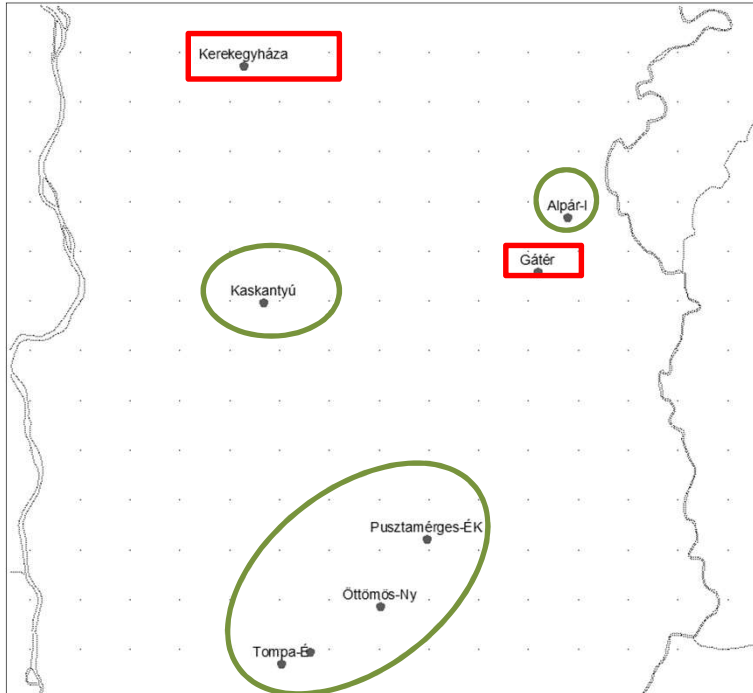 Kerekegyháza
Alpár-I
Gátér
Kaskantyú
Pusztamérges-ÉK
Öttömös-Ny
Tompa-É